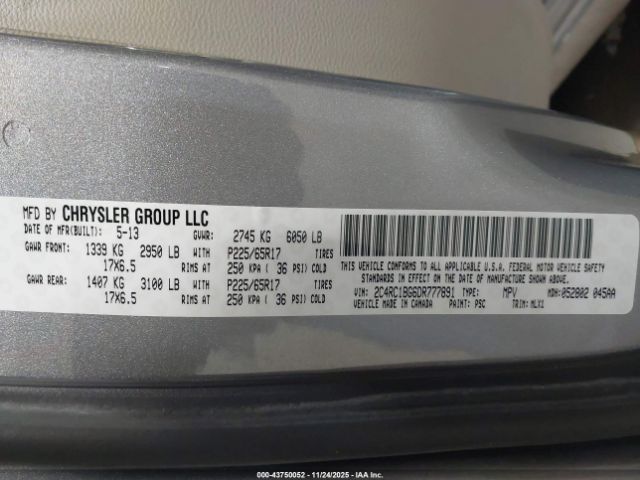 MFD BY CHRYSLER GROUP LLC
DATE OF MFR(BUILT): 5-13 GVWR: 2745 KG 6050 LB
GAWR FRONT: 1339 KG 2950 LB WITH P225/65R17 TIRES
17X6.5 RIMS AT 250 KPA ( 36 PSI) COLD
GAWR REAR: 1407 KG 3100 LB WITH P225/65R17 TIRES
17X6.5 RIMS AT 250 KPA ( 36 PSI) COLD
THIS VEHICLE CONFORMS TO ALL APPLICABLE U.S.A. FEDERAL MOTOR VEHICLE SAFETY
STANDARDS IN EFFECT ON THE DATE OF MANUFACTURE SHOWN ABOVE.
VIN: 2C4RC1BG6DR777891 TYPE: MPV MDH: 052802 045AA
VEHICLE MADE IN CANADA PAINT: PSC TRIM: MLX1
00-43750052 - 11/24/2025 - IAA Inc.